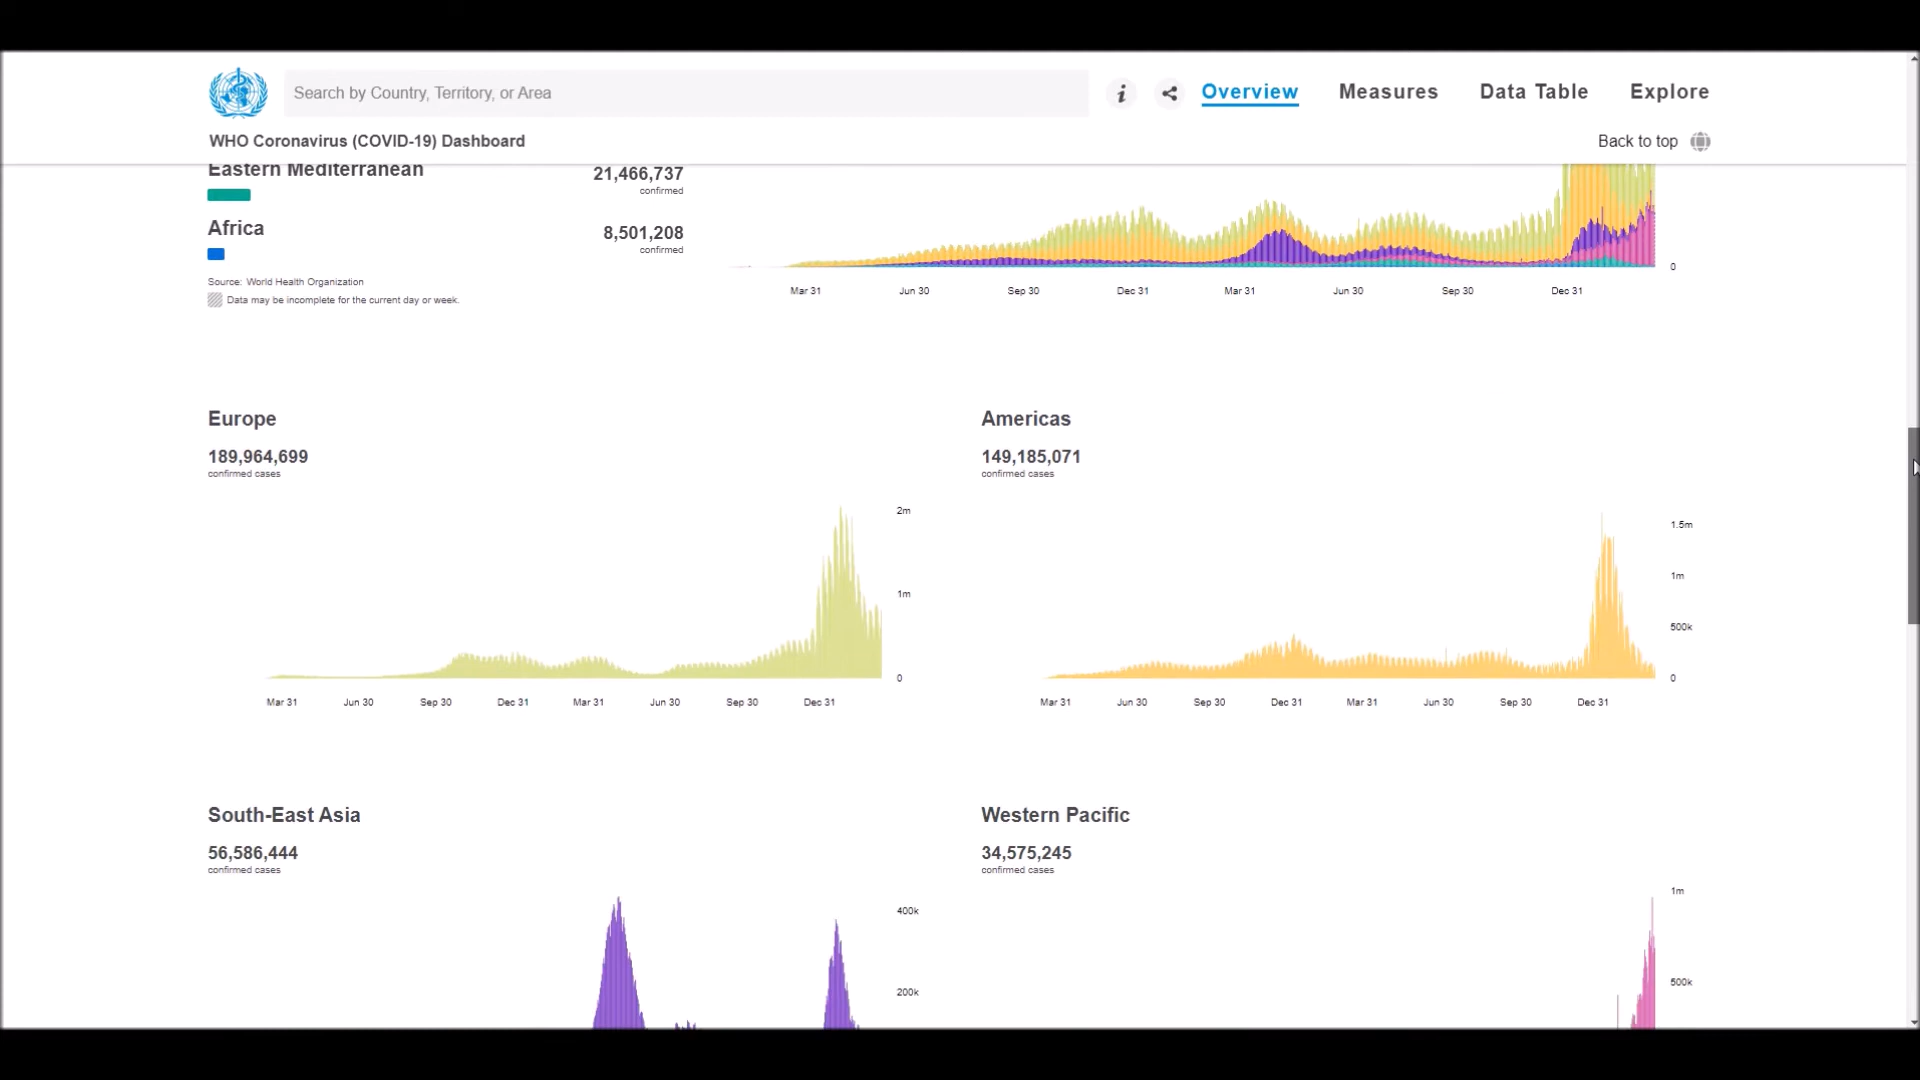 Search by Country, Territory, or Area
i
Overview
Measures
Data Table
Explore
WHO Coronavirus (COVID-19) Dashboard
Back to top
Eastern Mediterranean
21,466,737
confirmed
Africa
8,501,208
confirmed
Source: World Health Organization
Data may be incomplete for the current day or week.
0
Mar 31 Jun 30 Sep 30 Dec 31 Mar 31 Jun 30 Sep 30 Dec 31
Europe
189,964,699
confirmed cases
2m
1m
0
Mar 31 Jun 30 Sep 30 Dec 31 Mar 31 Jun 30 Sep 30 Dec 31
Americas
149,185,071
confirmed cases
1.5m
1m
500k
0
Mar 31 Jun 30 Sep 30 Dec 31 Mar 31 Jun 30 Sep 30 Dec 31
South-East Asia
56,586,444
confirmed cases
400k
200k
Western Pacific
34,575,245
confirmed cases
1m
500k